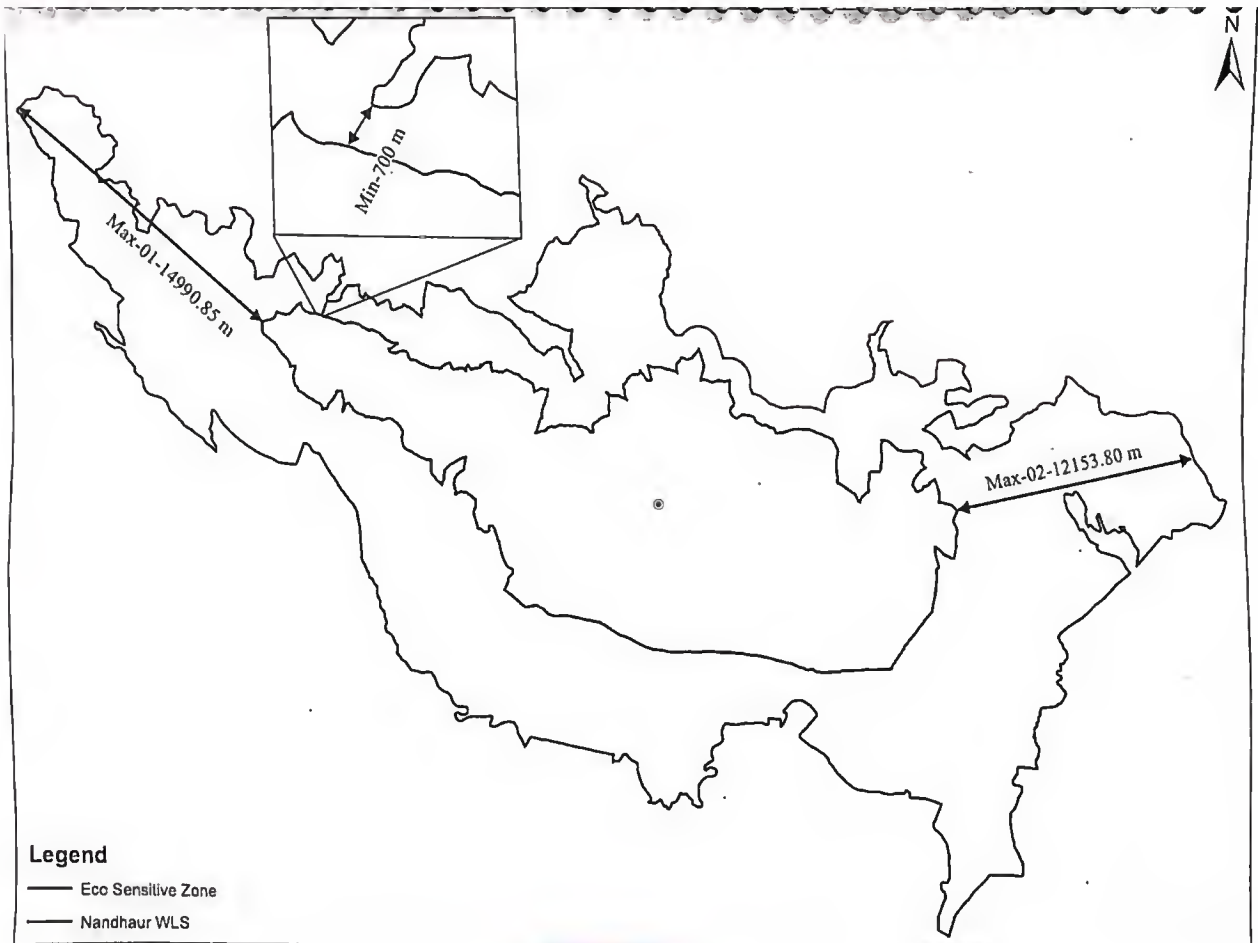 N
Min-700 m
Max-01-14990.85 m
Max-02-12153.80 m
Legend
Eco Sensitive Zone
Nandhaur WLS